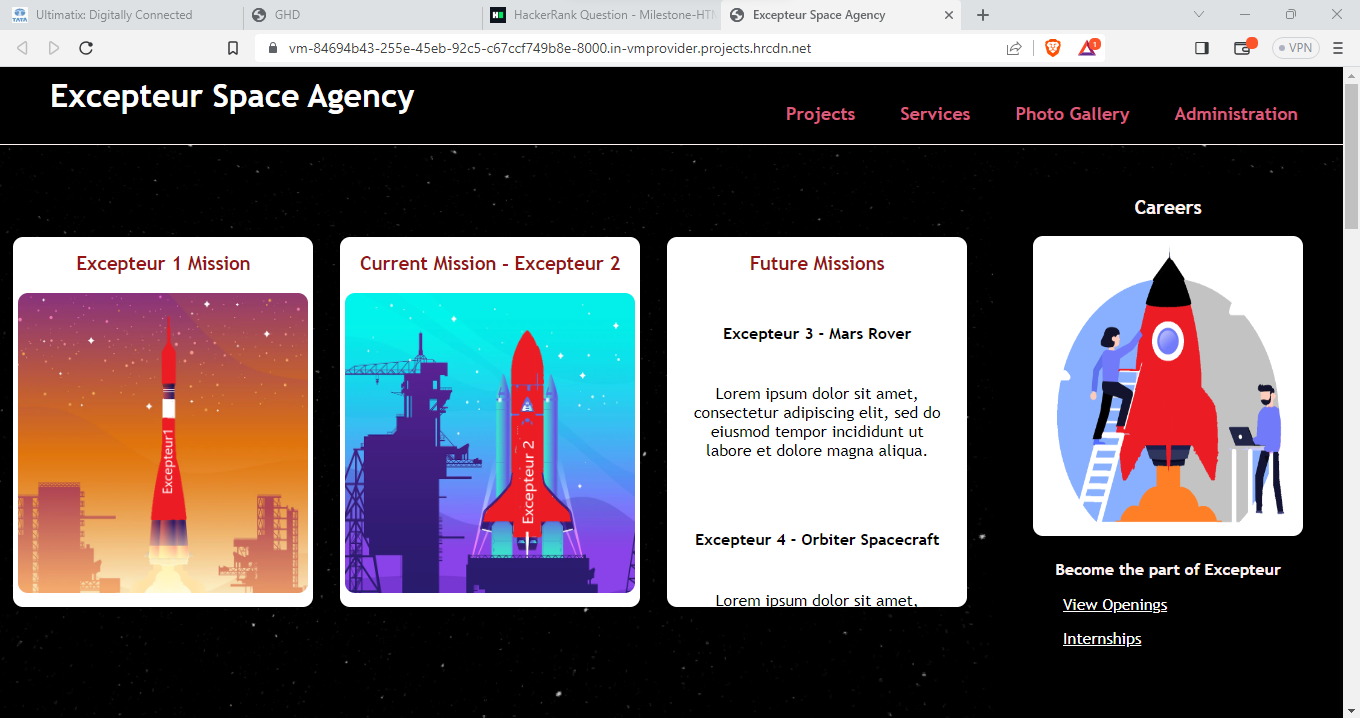 TATA
Ultimatix: Digitally Connected
GHD
HackerRank Question - Milestone-HTM
Excepteur Space Agency
vm-84694b43-255e-45eb-92c5-c67ccf749b8e-8000.in-vmprovider.projects.hrcdn.net
1
VPN
Excepteur Space Agency
Projects
Services
Photo Gallery
Administration
Careers
Excepteur 1 Mission
Current Mission - Excepteur 2
Future Missions
Excepteur1
Excepteur 2
Excepteur 3 - Mars Rover
Lorem ipsum dolor sit amet,
consectetur adipiscing elit, sed do
eiusmod tempor incididunt ut
labore et dolore magna aliqua.
Excepteur 4 - Orbiter Spacecraft
Lorem ipsum dolor sit amet,
Become the part of Excepteur
View Openings
Internships